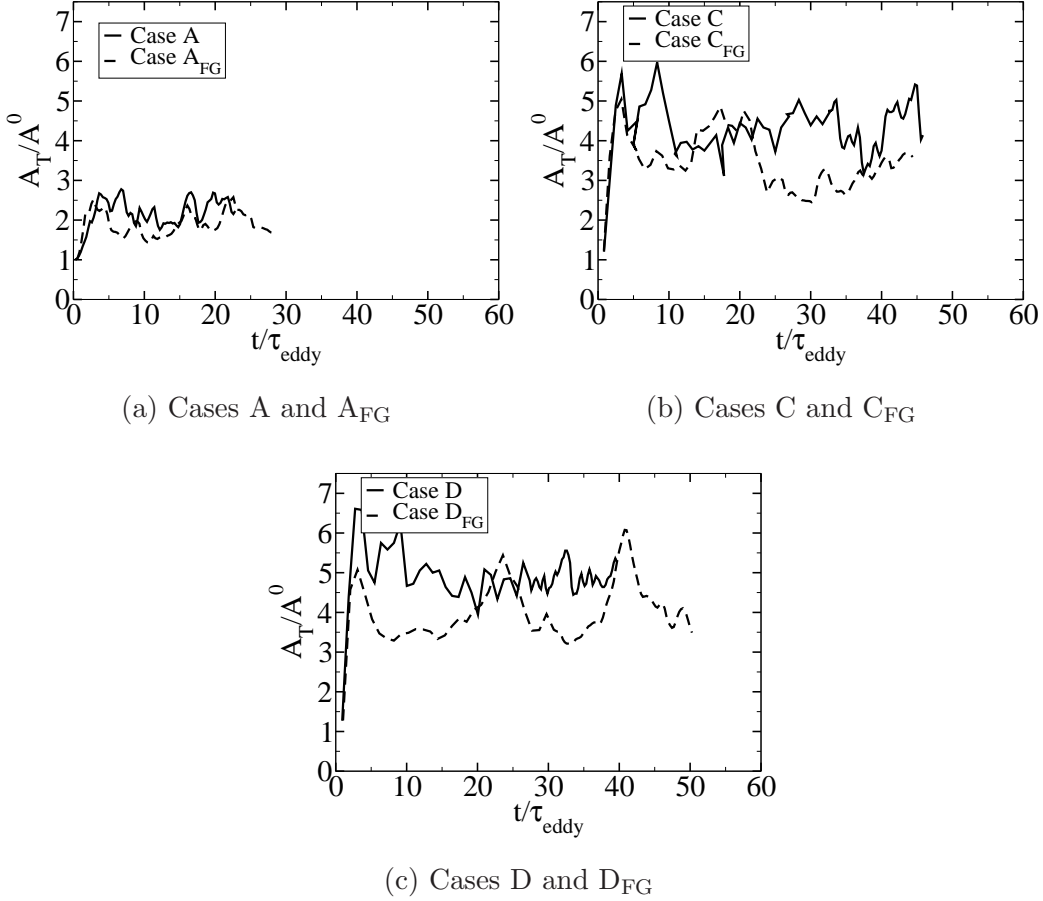 7
6
5
4
3
2
1
0
A_T/A^0
Case A
Case A_FG
0 10 20 30 40 50 60
t/τ_eddy
(a) Cases A and A_FG
7
6
5
4
3
2
1
0
A_T/A^0
Case C
Case C_FG
0 10 20 30 40 50 60
t/τ_eddy
(b) Cases C and C_FG
7
6
5
4
3
2
1
0
A_T/A^0
Case D
Case D_FG
0 10 20 30 40 50 60
t/τ_eddy
(c) Cases D and D_FG